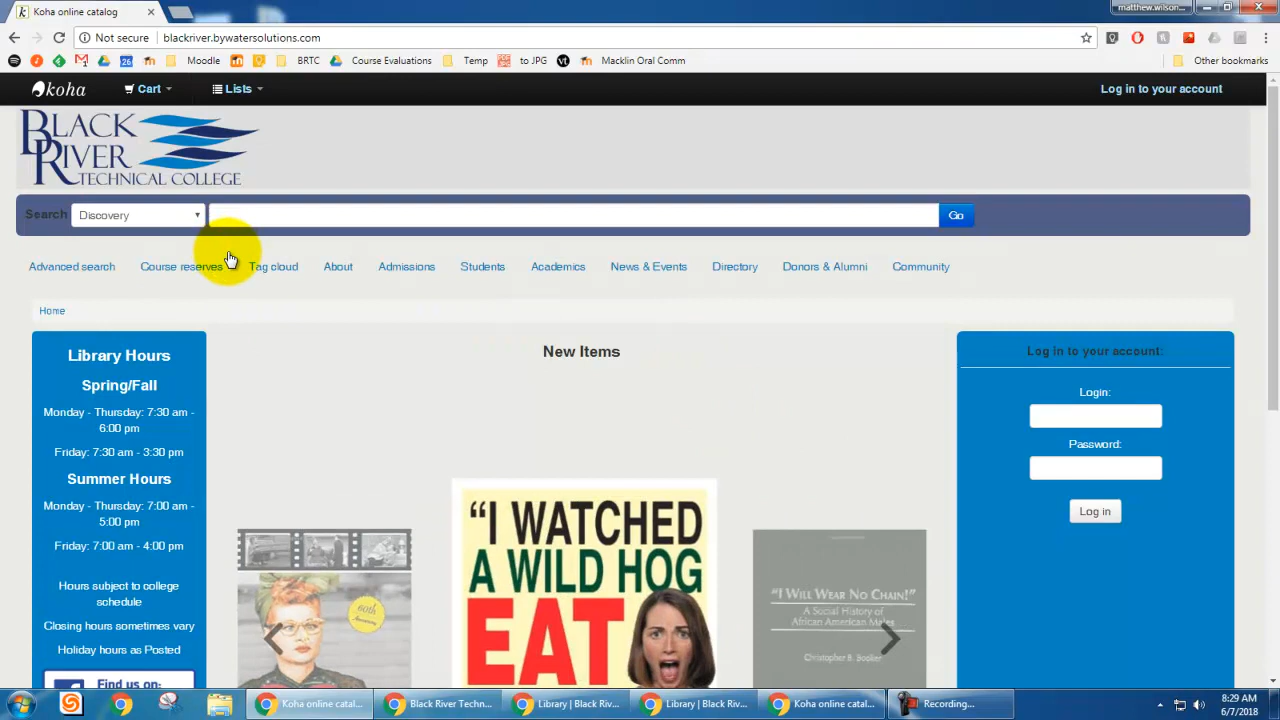 Koha online catalog
matthew.wilson...
Not secure
blackriver.bywatersolutions.com
Moodle
BRTC
Course Evaluations
Temp
to JPG
Macklin Oral Comm
Other bookmarks
koha
Cart
Lists
Log in to your account
BLACK
RIVER
TECHNICAL COLLEGE
Search
Discovery
Go
Advanced search
Course reserves
Tag cloud
About
Admissions
Students
Academics
News & Events
Directory
Donors & Alumni
Community
Home
Library Hours
Spring/Fall
Monday - Thursday: 7:30 am -
6:00 pm
Friday: 7:30 am - 3:30 pm
Summer Hours
Monday - Thursday: 7:00 am -
5:00 pm
Friday: 7:00 am - 4:00 pm
Hours subject to college
schedule
Closing hours sometimes vary
Holiday hours as Posted
Find us on:
New Items
60th
"I WATCHED
A WILD HOG
EAT
"I WILL WEAR NO CHAIN!"
A Social History of
African American Males
Christopher B. Booker
Log in to your account:
Login:
Password:
Log in
Koha online catal...
Black River Techn...
Library | Black Riv...
Library | Black Riv...
Koha online catal...
Recording...
8:29 AM
6/7/2018